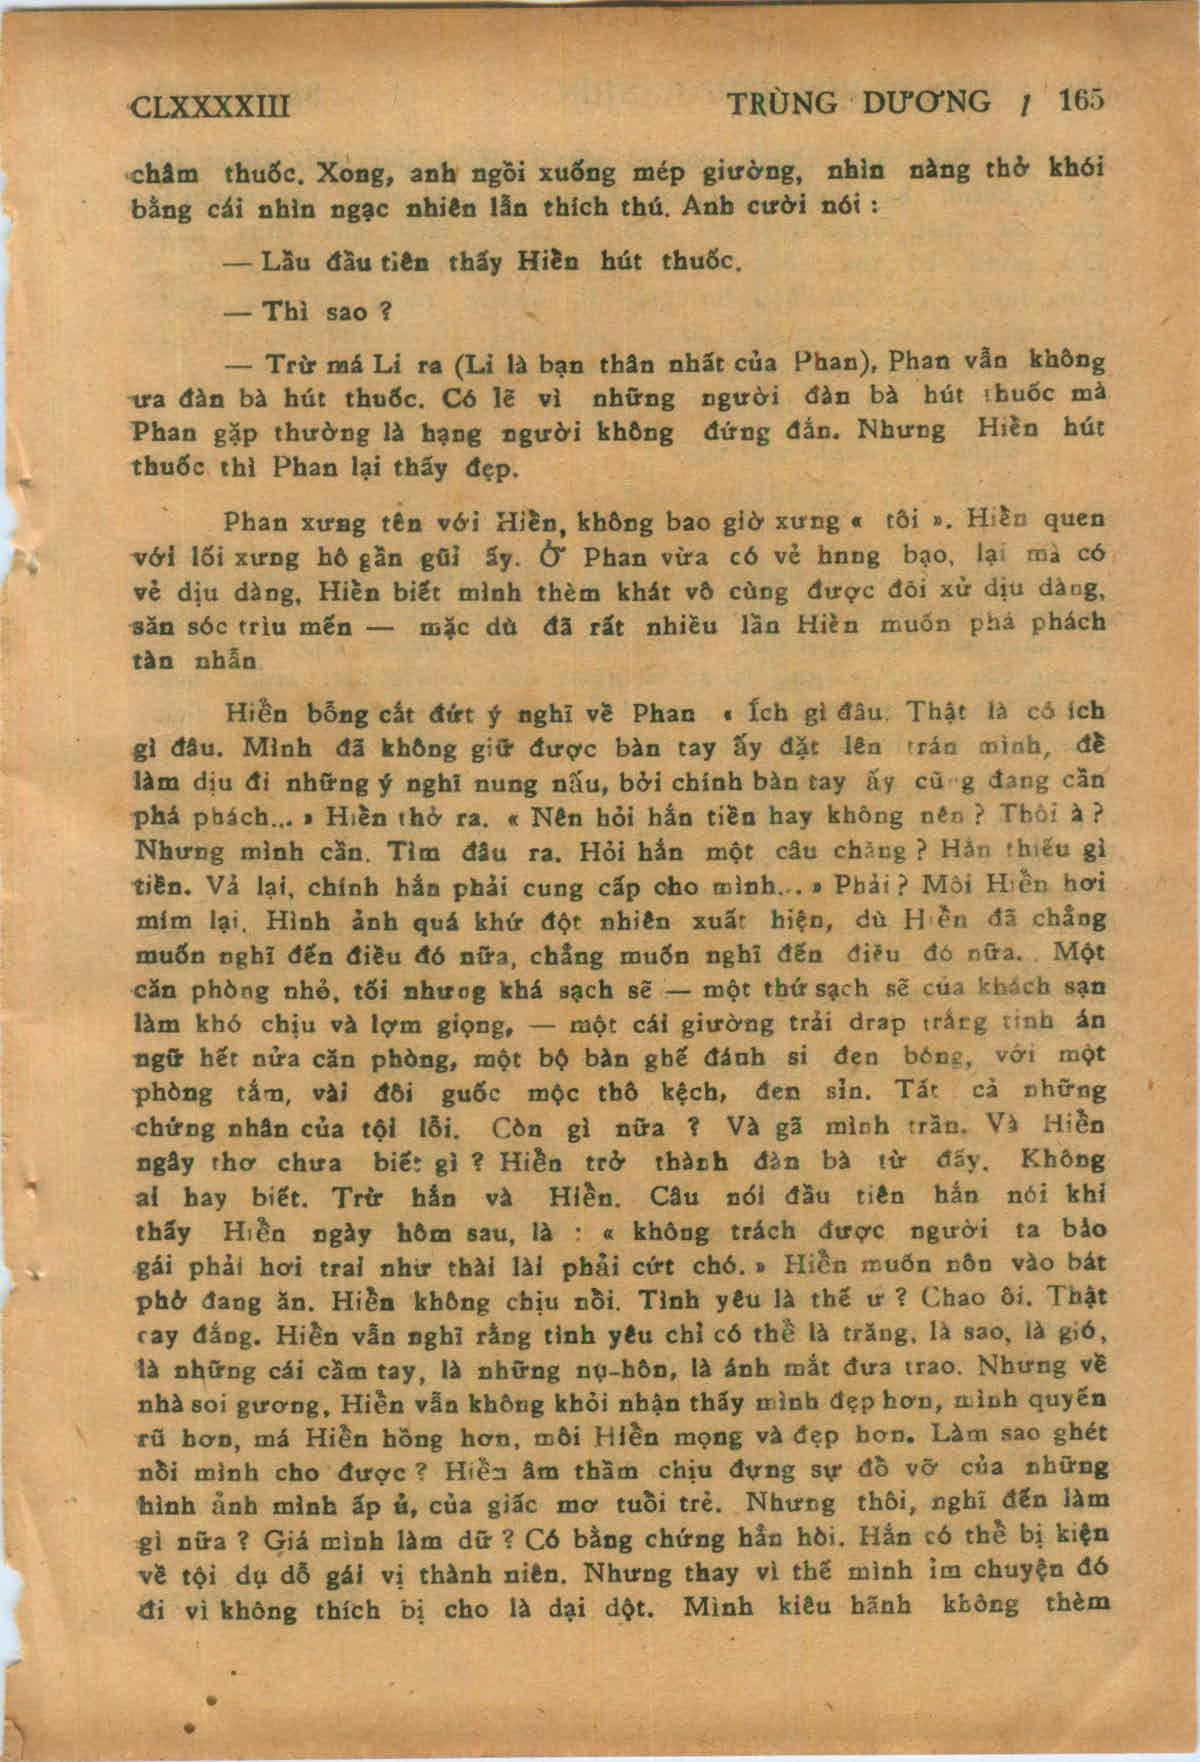 CLXXXXIII TRÙNG DƯƠNG / 165
châm thuốc. Xong, anh ngồi xuống mép giường, nhìn nàng thở khói
bằng cái nhìn ngạc nhiên lẫn thích thú. Anh cười nói :
— Lầu đầu tiên thấy Hiền hút thuốc.
— Thì sao ?
— Trừ má Li ra (Li là bạn thân nhất của Phan), Phan vẫn không
ưa đàn bà hút thuốc. Có lẽ vì những người đàn bà hút thuốc mà
Phan gặp thường là hạng người không đứng đắn. Nhưng Hiền hút
thuốc thì Phan lại thấy đẹp.
Phan xưng tên với Hiền, không bao giờ xưng « tôi ». Hiền quen
với lối xưng hô gần gũi ấy. Ở Phan vừa có vẻ hnng bạo, lại mà có
vẻ dịu dàng, Hiền biết mình thèm khát vô cùng được đôi xử dịu dàng,
săn sóc trìu mến — mặc dù đã rất nhiều lần Hiền muốn phá phách
tàn nhẫn
Hiền bỗng cắt đứt ý nghĩ về Phan « Ích gì đâu. Thật là có ích
gì đâu. Mình đã không giữ được bàn tay ấy đặt lên trán mình, để
làm dịu đi những ý nghĩ nung nấu, bởi chính bàn tay ấy cũng đang cần
phá phách... » Hiền thở ra. « Nên hỏi hắn tiền hay không nên ? Thôi à ?
Nhưng mình cần. Tìm đâu ra. Hỏi hắn một câu chăng ? Hắn thiếu gì
tiền. Vả lại, chính hắn phải cung cấp cho mình... » Phải ? Môi Hiền hơi
mím lại. Hình ảnh quá khứ đột nhiên xuất hiện, dù Hiền đã chẳng
muốn nghĩ đến điều đó nữa, chẳng muốn nghĩ đến điều đó nữa. . Một
căn phòng nhỏ, tối nhưng khá sạch sẽ — một thứ sạch sẽ của khách sạn
làm khó chịu và lợm giọng, — một cái giường trải drap trắng tinh án
ngữ hết nửa căn phòng, một bộ bàn ghế đánh si đen bóng, với một
phòng tắm, vài đôi guốc mộc thô kệch, đen sìn. Tất cả những
chứng nhân của tội lỗi. Còn gì nữa ? Và gã mình trần. Và Hiền
ngây thơ chưa biết gì ? Hiền trở thành đàn bà từ đấy. Không
ai hay biết. Trừ hắn và Hiền. Câu nói đầu tiên hắn nói khi
thấy Hiền ngày hôm sau, là : « không trách được người ta bảo
gái phải hơi trai như thài lài phải cứt chó. » Hiền muốn nôn vào bát
phở đang ăn. Hiền không chịu nổi. Tình yêu là thế ư ? Chao ôi. Thật
cay đắng. Hiền vẫn nghĩ rằng tình yêu chỉ có thể là trăng, là sao, là gió,
là những cái cầm tay, là những nụ-hôn, là ánh mắt đưa trao. Nhưng về
nhà soi gương, Hiền vẫn không khỏi nhận thấy mình đẹp hơn, mình quyến
rũ hơn, má Hiền hồng hơn, môi Hiền mọng và đẹp hơn. Làm sao ghét
nổi mình cho được ? Hiền âm thầm chịu đựng sự đổ vỡ của những
hình ảnh mình ấp ủ, của giấc mơ tuổi trẻ. Nhưng thôi, nghĩ đến làm
gì nữa ? Giá mình làm dữ ? Có bằng chứng hẳn hòi. Hắn có thể bị kiện
về tội dụ dỗ gái vị thành niên. Nhưng thay vì thế mình im chuyện đó
đi vì không thích bị cho là dại dột. Mình kiêu hãnh không thèm